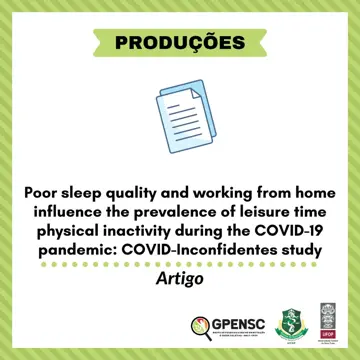 PRODUÇÕES
Poor sleep quality and working from home
influence the prevalence of leisure time
physical inactivity during the COVID-19
pandemic: COVID-Inconfidentes study
Artigo
GPENSC
UFOP